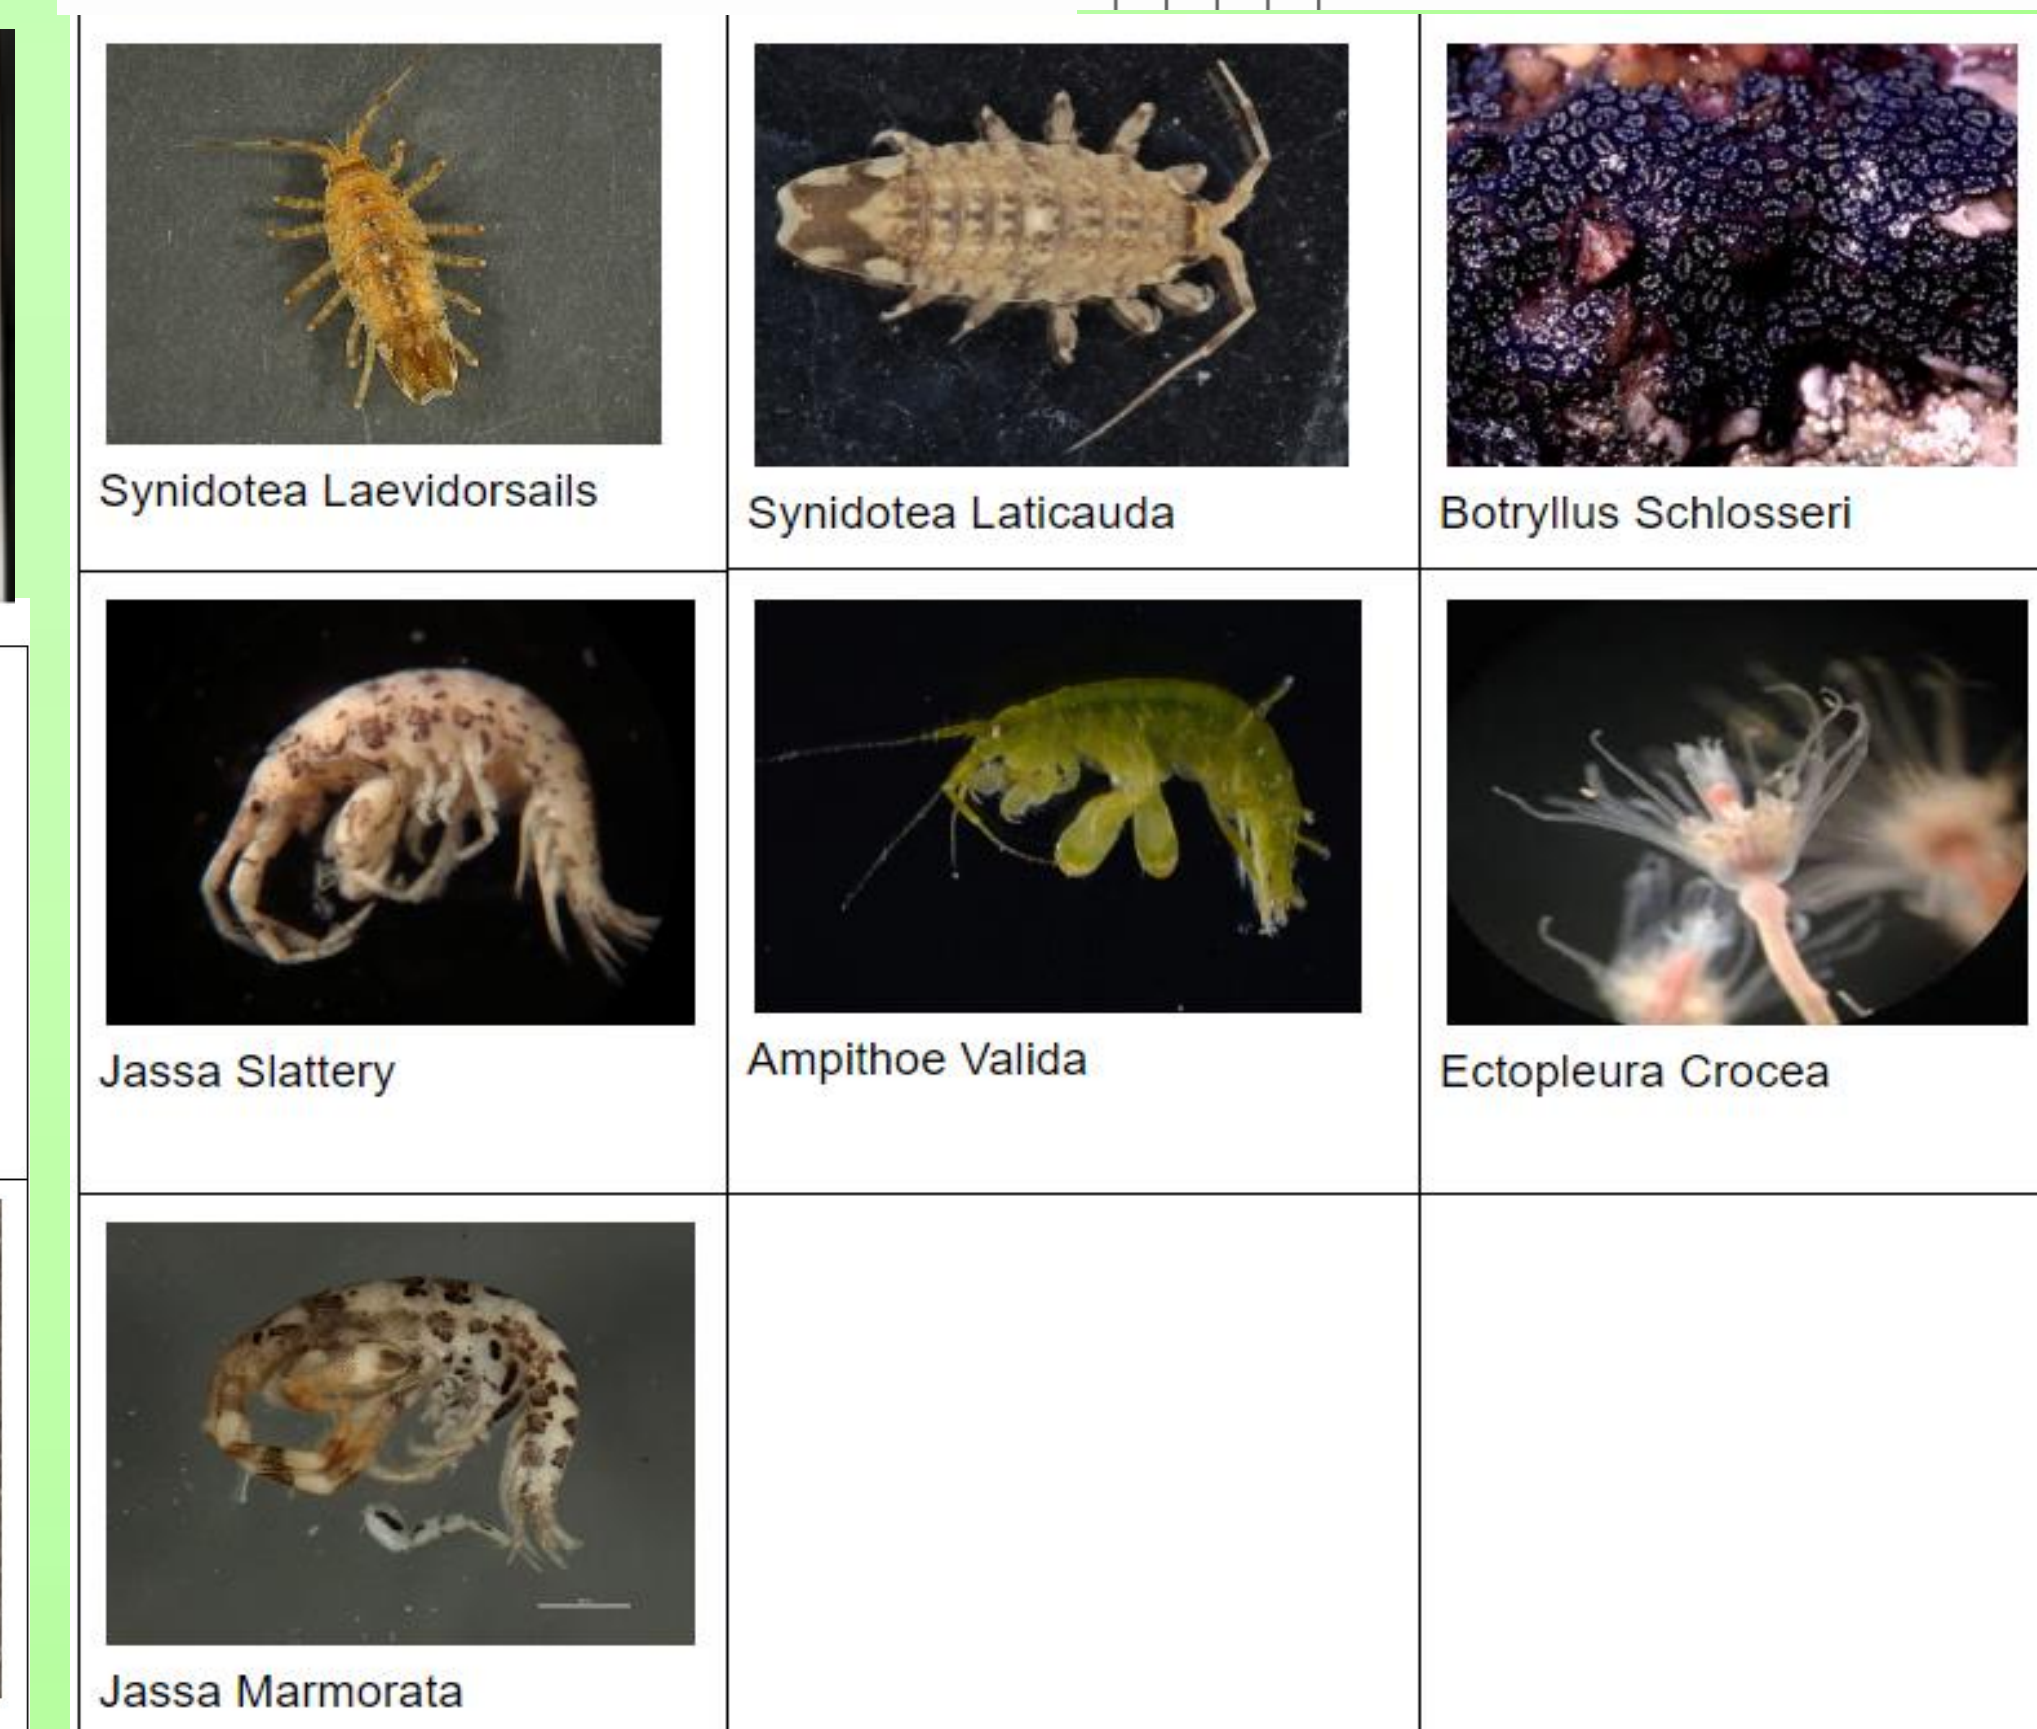 Synidotea Laevidorsails
Synidotea Laticauda
Botryllus Schlosseri
Jassa Slattery
Ampithoe Valida
Ectopleura Crocea
Jassa Marmorata